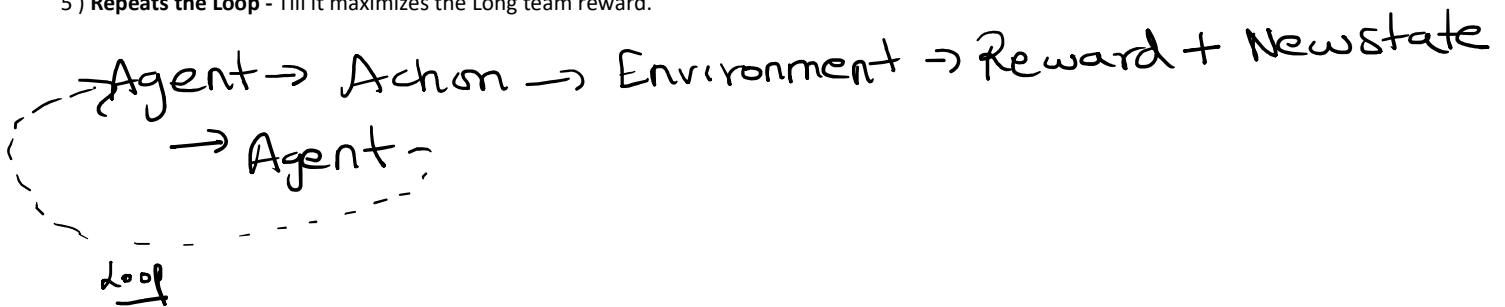 5 ) Repeats the Loop - Till it maximizes the Long team reward.
Agent → Action → Environment → Reward + Newstate
→ Agent
Loop